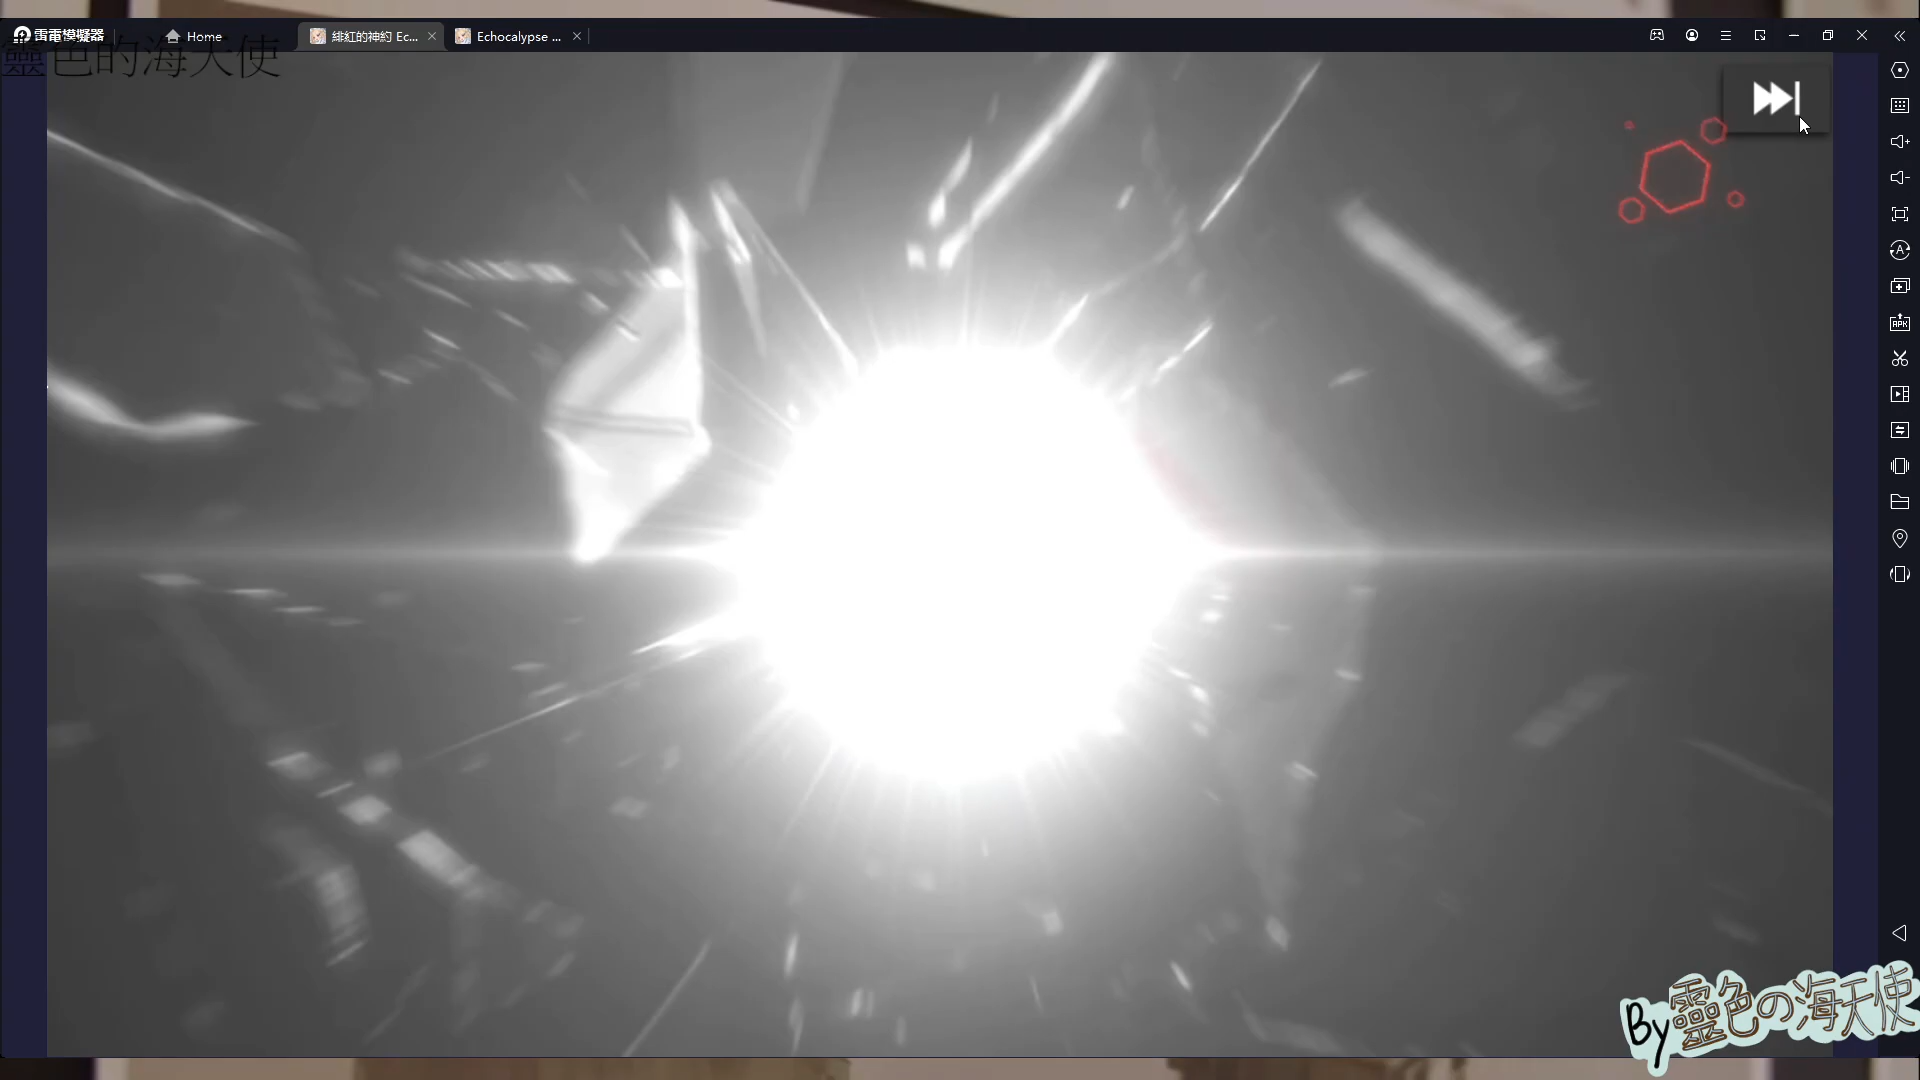 雷電模擬器
Home
緋紅的神約 Ec...
Echocalypse ...
靈色的海天使
A
APK
By靈色の海天使